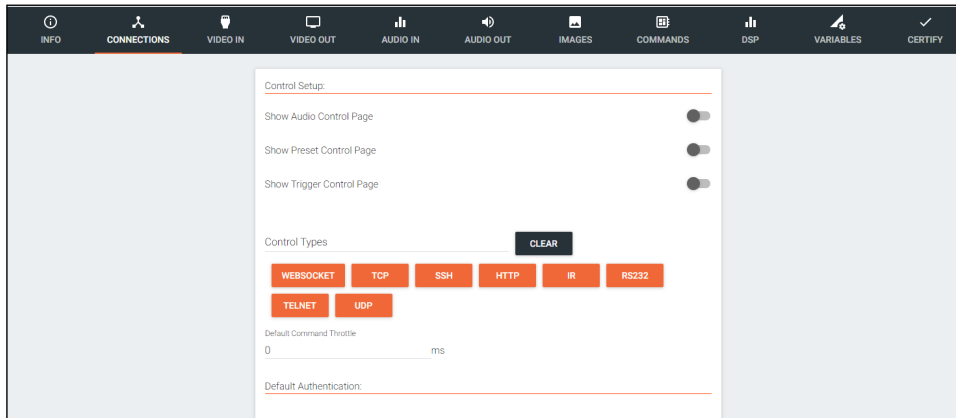 INFO CONNECTIONS VIDEO IN VIDEO OUT AUDIO IN AUDIO OUT IMAGES COMMANDS DSP VARIABLES CERTIFY
Control Setup:
Show Audio Control Page
Show Preset Control Page
Show Trigger Control Page
Control Types CLEAR
WEBSOCKET TCP SSH HTTP IR RS232
TELNET UDP
Default Command Throttle
0 ms
Default Authentication: